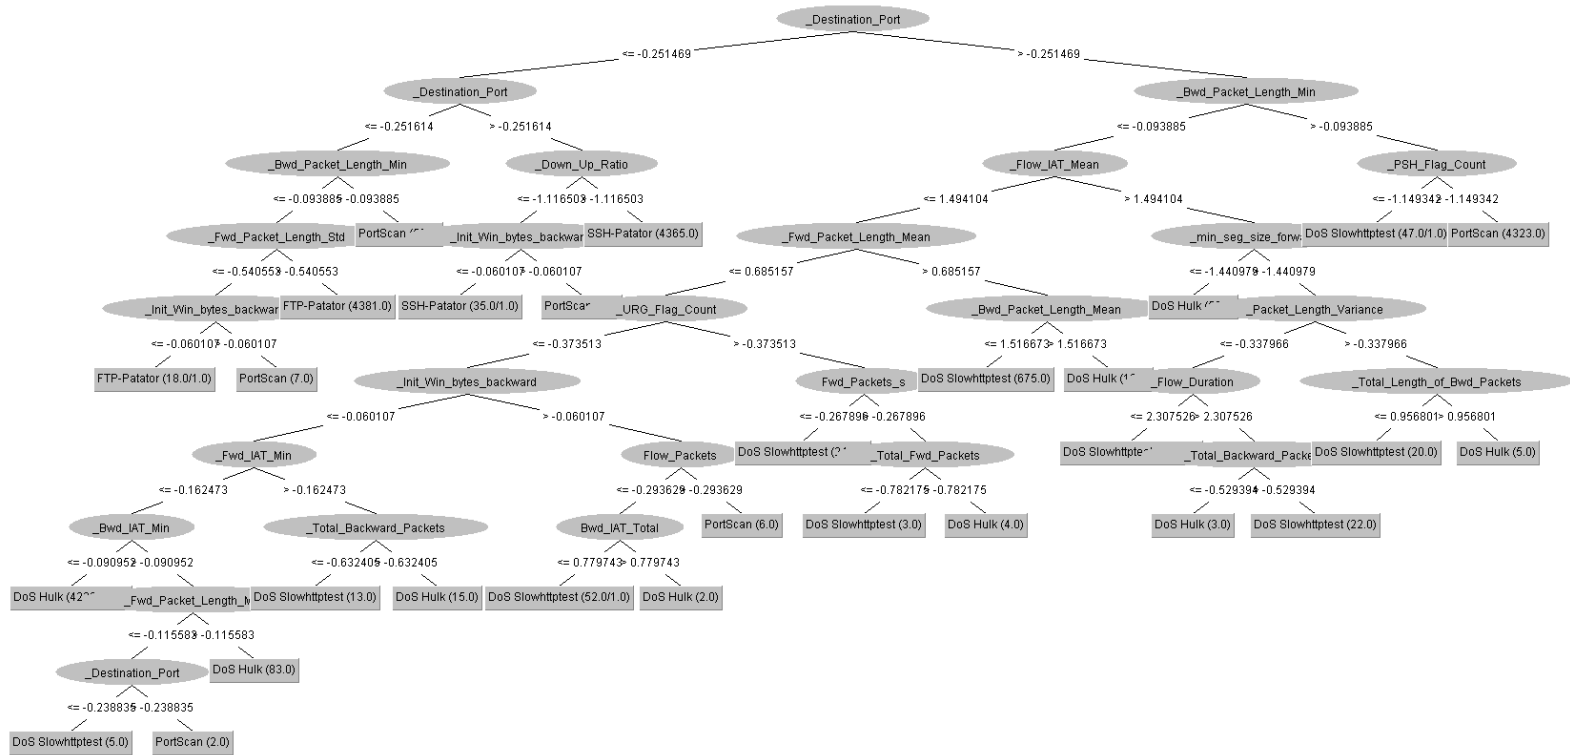 _Destination_Port
<= -0.251469 > -0.251469
_Destination_Port _Bwd_Packet_Length_Min
<= -0.251614 > -0.251614 <= -0.093885 > -0.093885
_Bwd_Packet_Length_Min _Down_Up_Ratio _Flow_IAT_Mean _PSH_Flag_Count
<= -0.093885 > -0.093885 <= -1.116503 > -1.116503 <= 1.494104 > 1.494104 <= -1.149342 > -1.149342
_Fwd_Packet_Length_Std PortScan _Init_Win_bytes_backwar SSH-Patator (4365.0) _Fwd_Packet_Length_Mean _min_seg_size_forw DoS Slowhttptest (47.0/1.0) PortScan (4323.0)
<= -0.540553 > -0.540553 <= -0.060107 > -0.060107 <= 0.685157 > 0.685157 <= -1.440979 > -1.440979
_Init_Win_bytes_backwar FTP-Patator (4381.0) SSH-Patator (35.0/1.0) PortScan _URG_Flag_Count _Bwd_Packet_Length_Mean DoS Hulk _Packet_Length_Variance
<= -0.060107 > -0.060107 <= -0.373513 > -0.373513 <= 1.516673 > 1.516673 <= -0.337966 > -0.337966
FTP-Patator (18.0/1.0) PortScan (7.0) _Init_Win_bytes_backward Fwd_Packets_s DoS Slowhttptest (675.0) DoS Hulk _Flow_Duration _Total_Length_of_Bwd_Packets
<= -0.060107 > -0.060107 <= -0.267896 > -0.267896 <= 2.307526 > 2.307526 <= 0.956801 > 0.956801
_Fwd_IAT_Min Flow_Packets DoS Slowhttptest _Total_Fwd_Packets DoS Slowhttptest _Total_Backward_Packe DoS Slowhttptest (20.0) DoS Hulk (5.0)
<= -0.162473 > -0.162473 <= -0.293629 > -0.293629 <= -0.782175 > -0.782175 <= -0.529394 > -0.529394
_Bwd_IAT_Min _Total_Backward_Packets Bwd_IAT_Total PortScan (6.0) DoS Slowhttptest (3.0) DoS Hulk (4.0) DoS Hulk (3.0) DoS Slowhttptest (22.0)
<= -0.090952 > -0.090952 <= -0.632405 > -0.632405 <= 0.779743 > 0.779743
DoS Hulk _Fwd_Packet_Length_M DoS Slowhttptest (13.0) DoS Hulk (15.0) DoS Slowhttptest (52.0/1.0) DoS Hulk (2.0)
<= -0.115583 > -0.115583
_Destination_Port DoS Hulk (83.0)
<= -0.238835 > -0.238835
DoS Slowhttptest (5.0) PortScan (2.0)